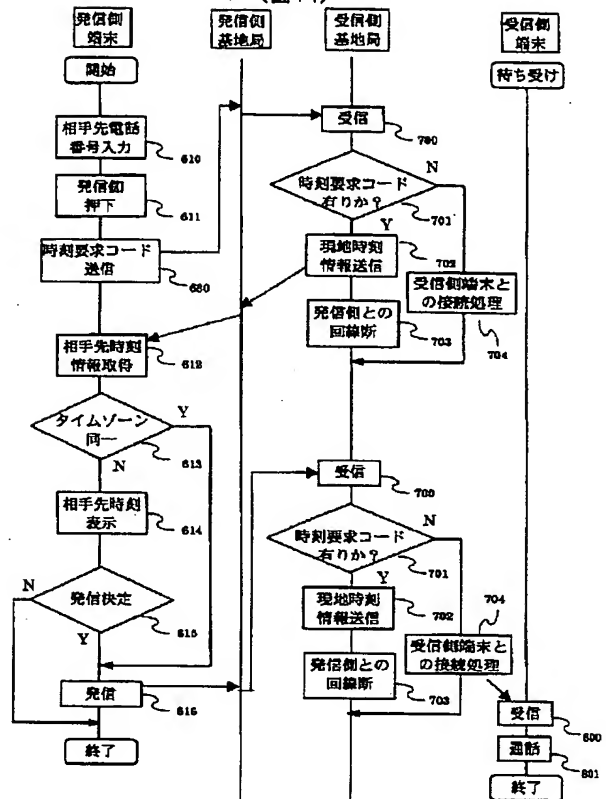 発信側
端末
発信側
基地局
受信側
基地局
受信側
端末
開始
待ち受け
相手先電話
番号入力
610
発信側
押下
611
時刻要求コード
送信
680
相手先時刻
情報取得
612
タイムゾーン
同一
Y
N
613
相手先時刻
表示
614
発信決定
N
Y
615
発信
616
終了
受信
700
時刻要求コード
有りか?
N
Y
701
現地時刻
情報送信
702
発信側との
回線断
703
受信側端末と
の接続処理
704
受信
700
時刻要求コード
有りか?
N
Y
701
現地時刻
情報送信
702
発信側との
回線断
703
704
受信側端末と
の接続処理
受信
800
通話
801
終了